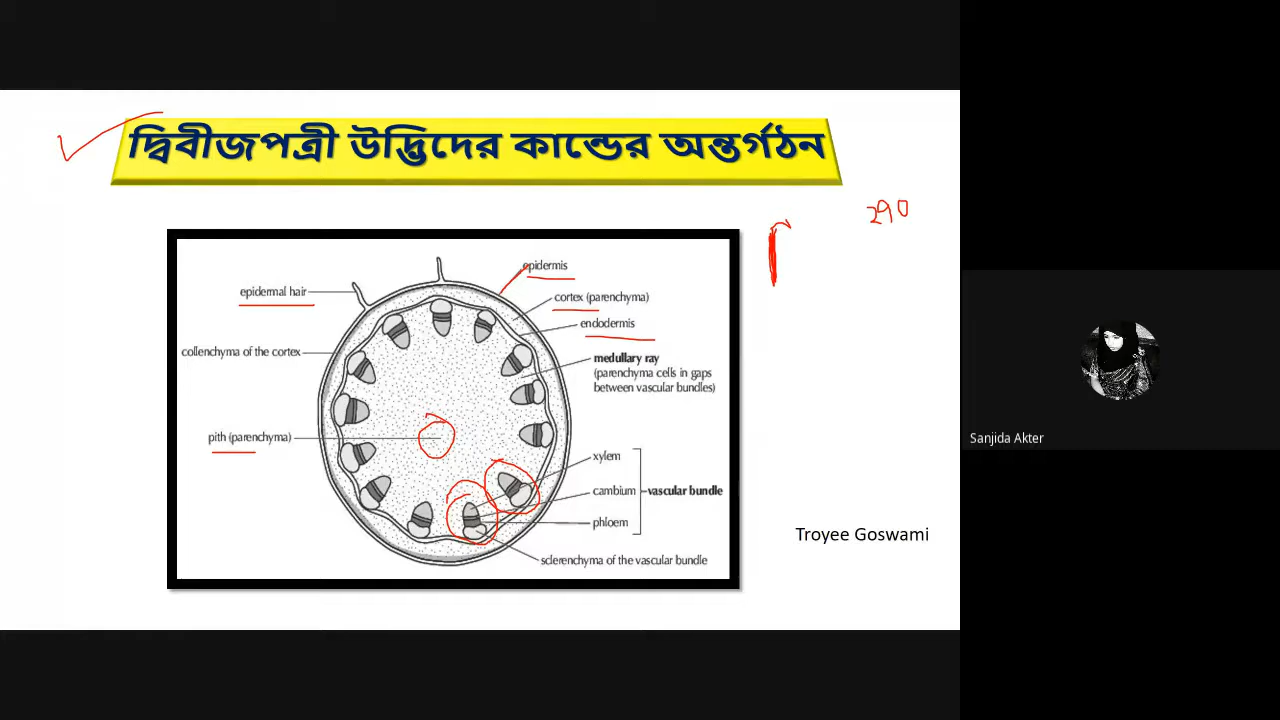 দ্বিবীজপত্রী উদ্ভিদের কান্ডের অন্তর্গঠন
290
epidermis
epidermal hair
cortex (parenchyma)
endodermis
collenchyma of the cortex
medullary ray
(parenchyma cells in gaps
between vascular bundles)
pith (parenchyma)
xylem
cambium
vascular bundle
phloem
sclerenchyma of the vascular bundle
Troyee Goswami
Sanjida Akter